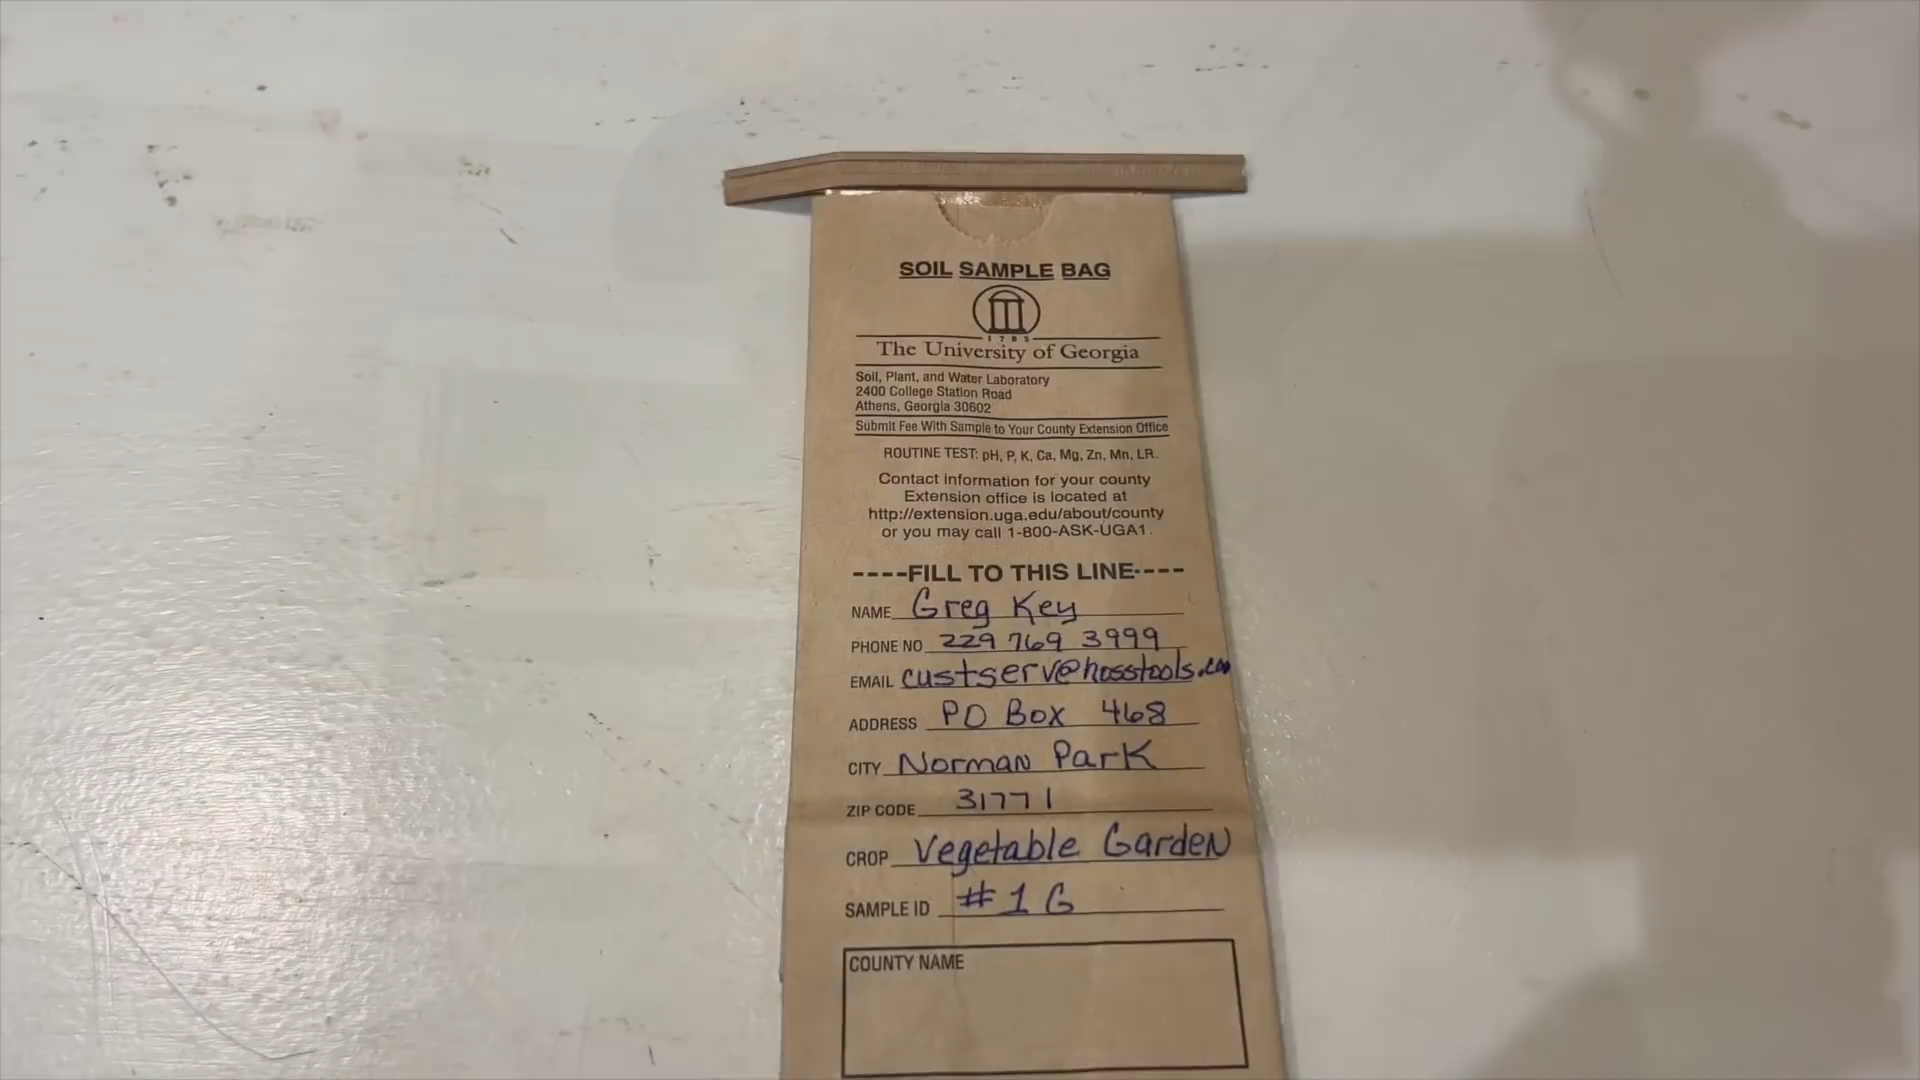 SOIL SAMPLE BAG
1785
The University of Georgia
Soil, Plant, and Water Laboratory
2400 College Station Road
Athens, Georgia 30602
Submit Fee With Sample to Your County Extension Office
ROUTINE TEST: pH, P, K, Ca, Mg, Zn, Mn, LR.
Contact information for your county
Extension office is located at
http://extension.uga.edu/about/county
or you may call 1-800-ASK-UGA1.
----FILL TO THIS LINE----
NAME Greg Key
PHONE NO 229 769 3999
EMAIL custserv@hosstools.com
ADDRESS PO Box 468
CITY Norman Park
ZIP CODE 31771
CROP Vegetable Garden
SAMPLE ID #1 G
COUNTY NAME